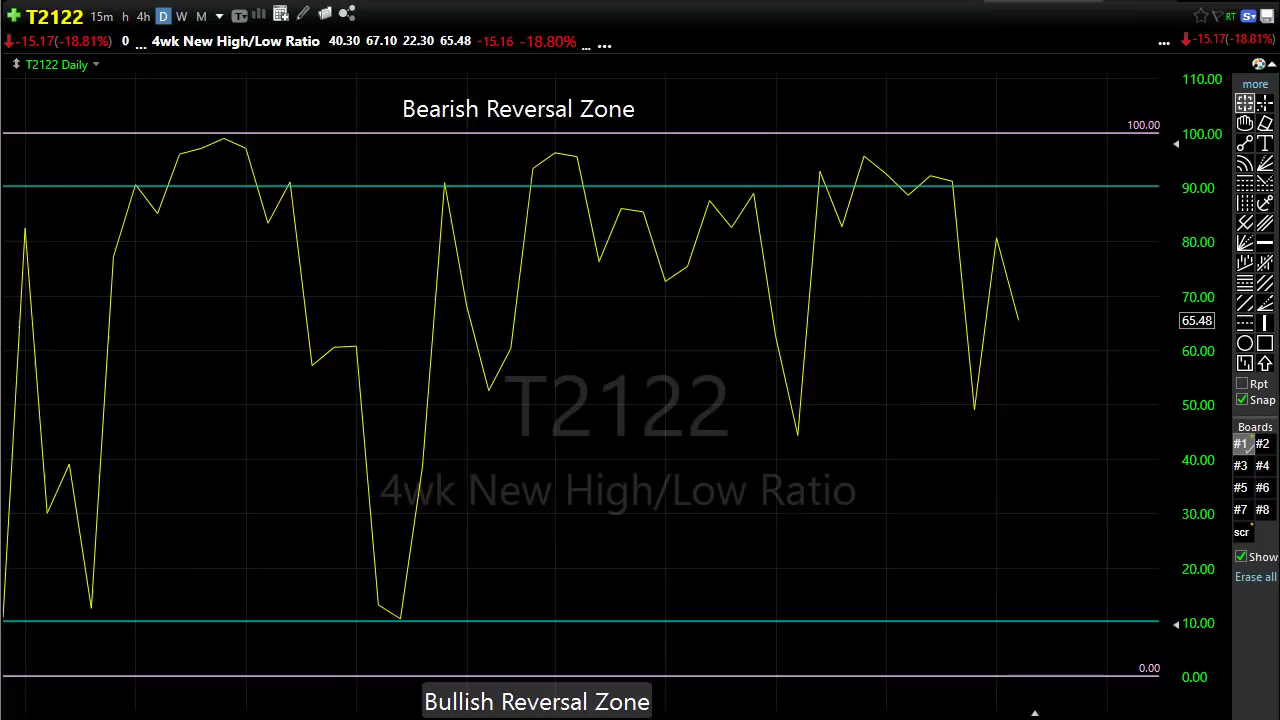 T2122 15m h 4h D W M
-15.17(-18.81%) 0 ... 4wk New High/Low Ratio 40.30 67.10 22.30 65.48 -15.16 -18.80% ... ...
RT S
... -15.17(-18.81%)
T2122 Daily
more
Bearish Reversal Zone
100.00
110.00
100.00
90.00
80.00
70.00
65.48
60.00
50.00
40.00
30.00
20.00
10.00
0.00
T2122
4wk New High/Low Ratio
0.00
Bullish Reversal Zone
T
Rpt
Snap
Boards
#1 #2
#3 #4
#5 #6
#7 #8
scr
Show
Erase all